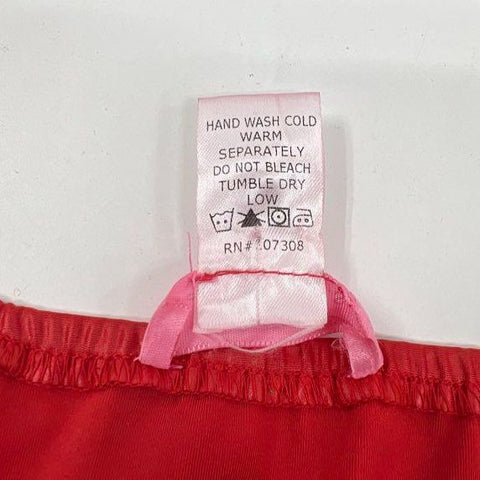 HAND WASH COLD
WARM
SEPARATELY
DO NOT BLEACH
TUMBLE DRY
LOW
RN#